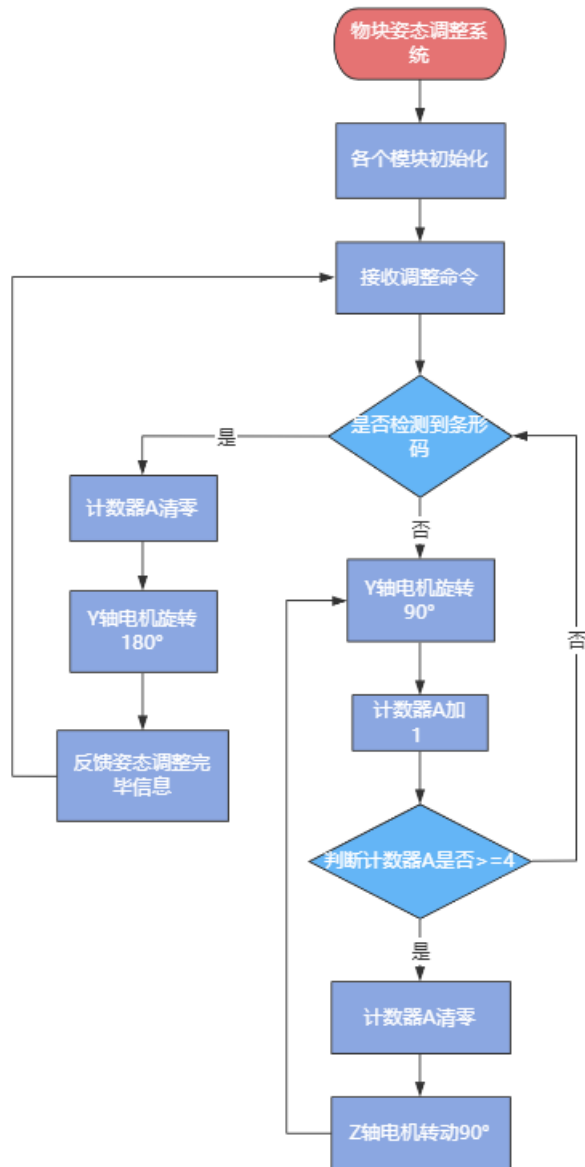 物块姿态调整系
统
各个模块初始化
接收调整命令
是否检测到条形
码
是
否
计数器A清零
Y轴电机旋转
180°
反馈姿态调整完
毕信息
Y轴电机旋转
90°
计数器A加
1
判断计数器A是否>=4
否
是
计数器A清零
Z轴电机转动90°